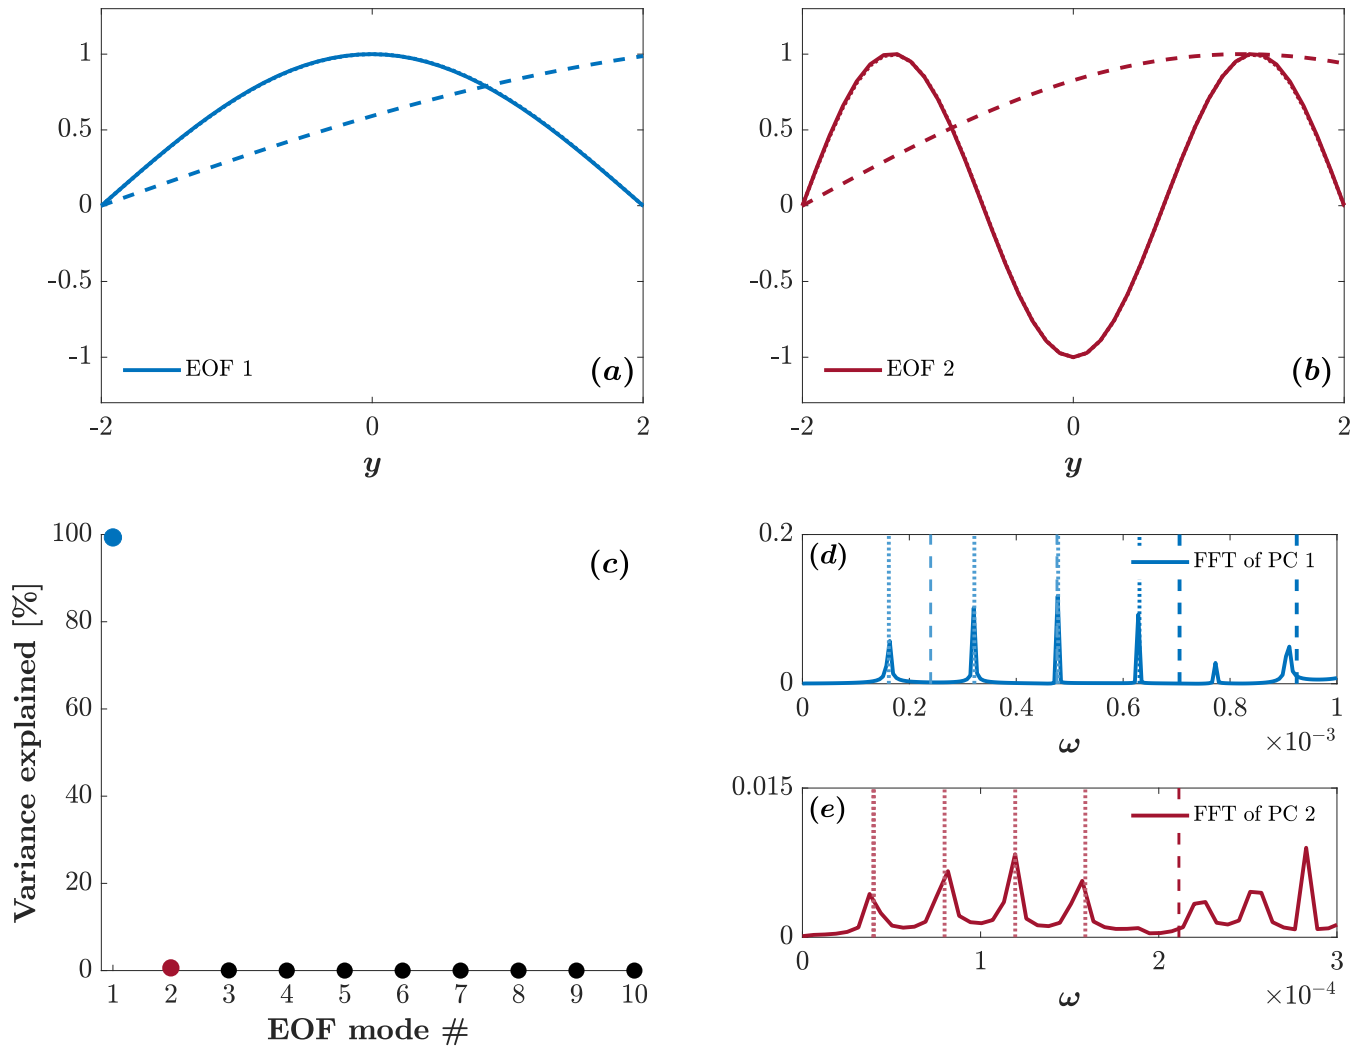 1
0.5
0
-0.5
-1
EOF 1
(a)
-2 0 2
y
1
0.5
0
-0.5
-1
EOF 2
(b)
-2 0 2
y
Variance explained [%]
100
80
60
40
20
0
(c)
1 2 3 4 5 6 7 8 9 10
EOF mode #
0.2
0
(d)
FFT of PC 1
0 0.2 0.4 0.6 0.8 1
ω
×10⁻³
0.015
0
(e)
FFT of PC 2
0 1 2 3
ω
×10⁻⁴